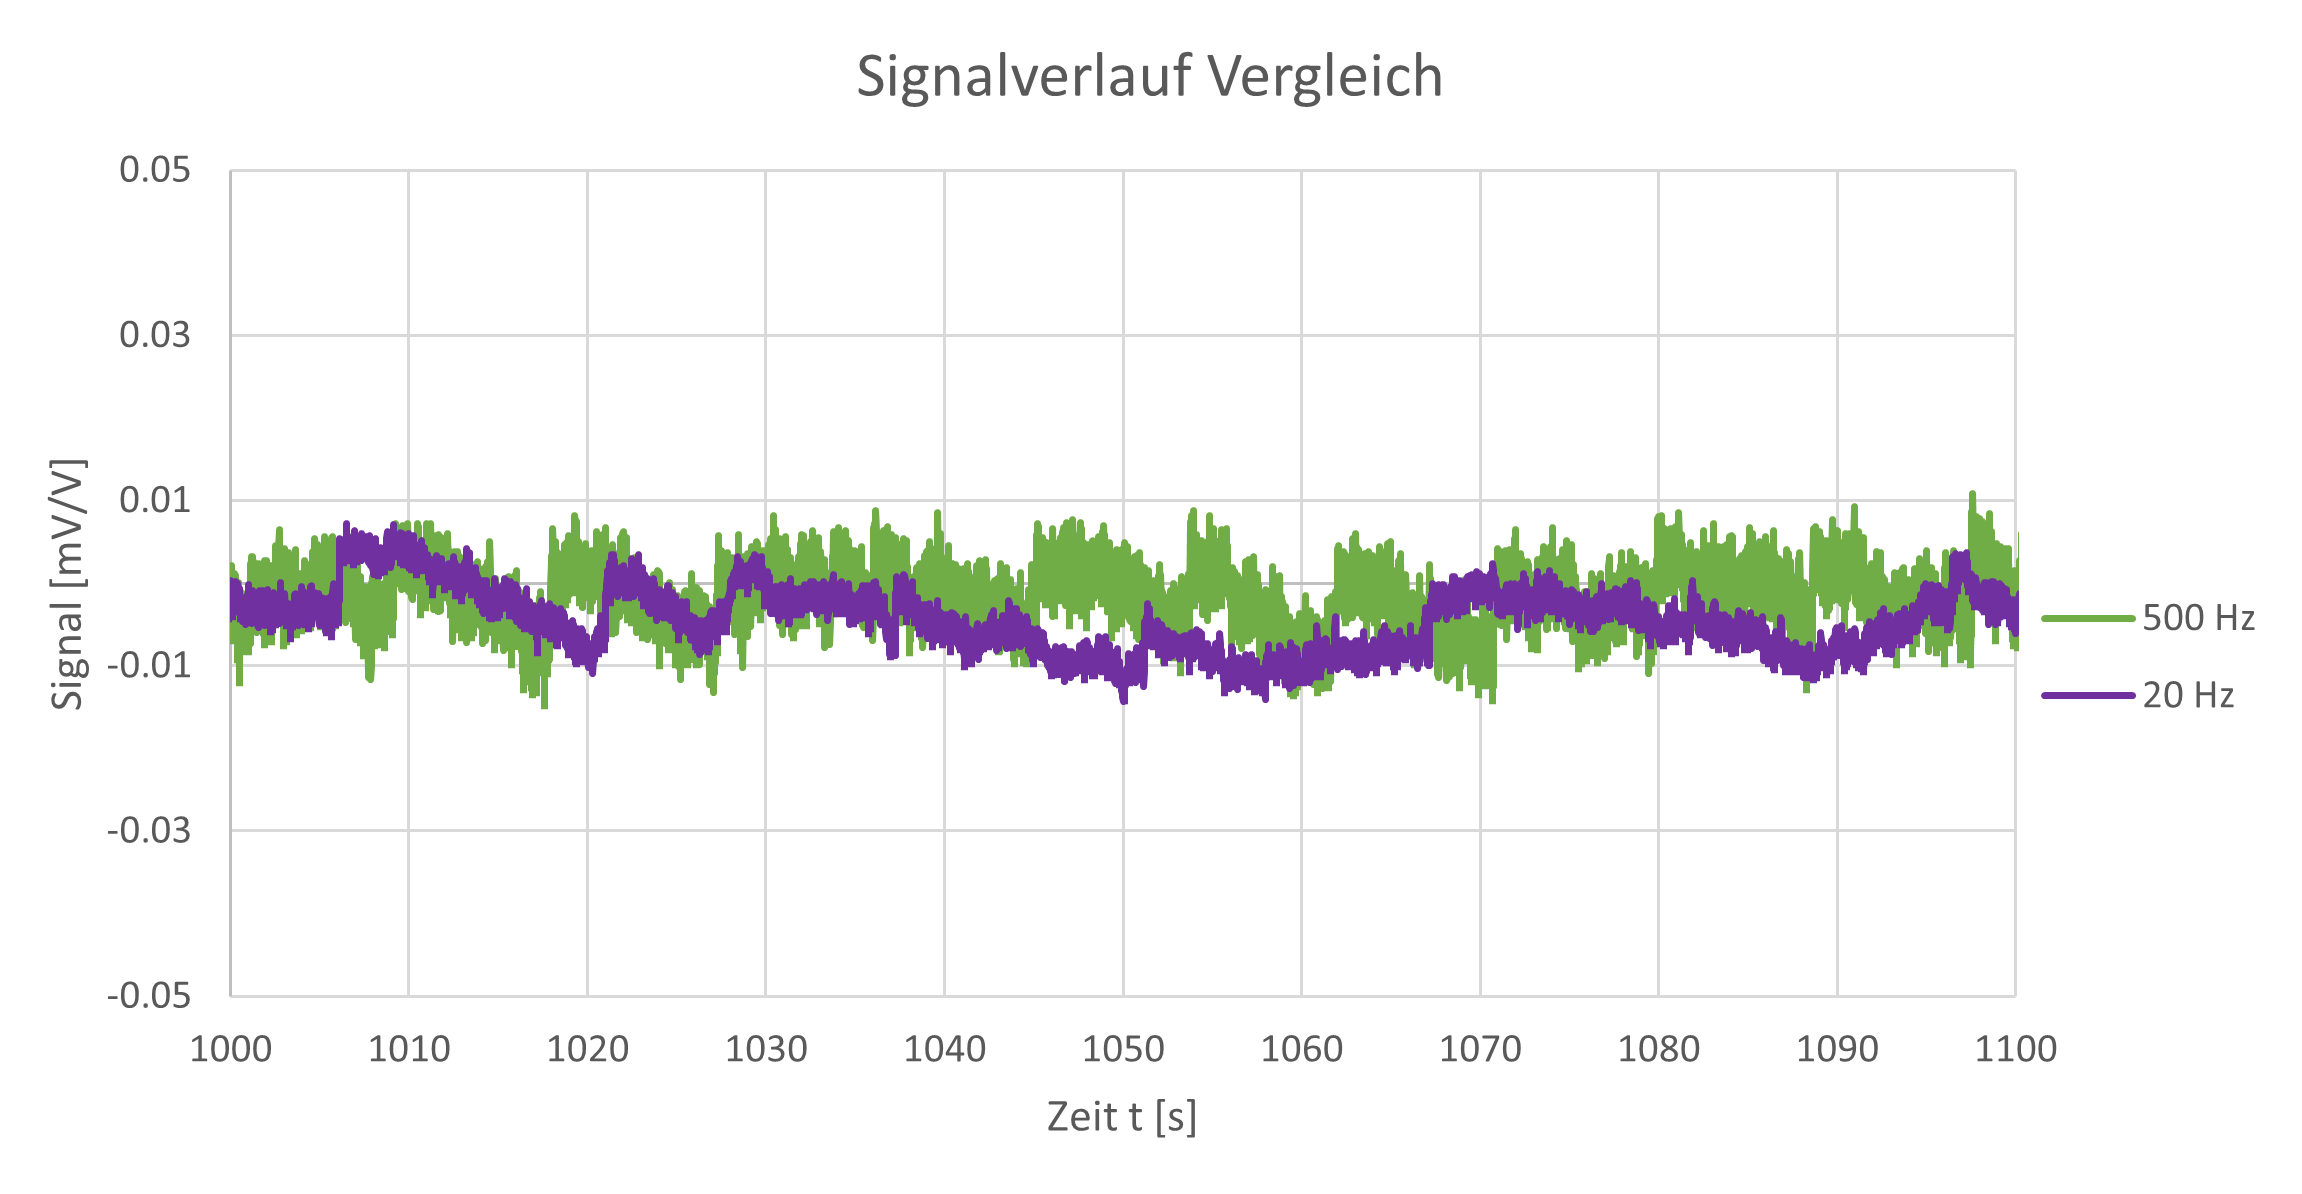 Signalverlauf Vergleich
0.05
0.03
0.01
-0.01
-0.03
-0.05
Signal [mV/V]
1000 1010 1020 1030 1040 1050 1060 1070 1080 1090 1100
Zeit t [s]
500 Hz
20 Hz